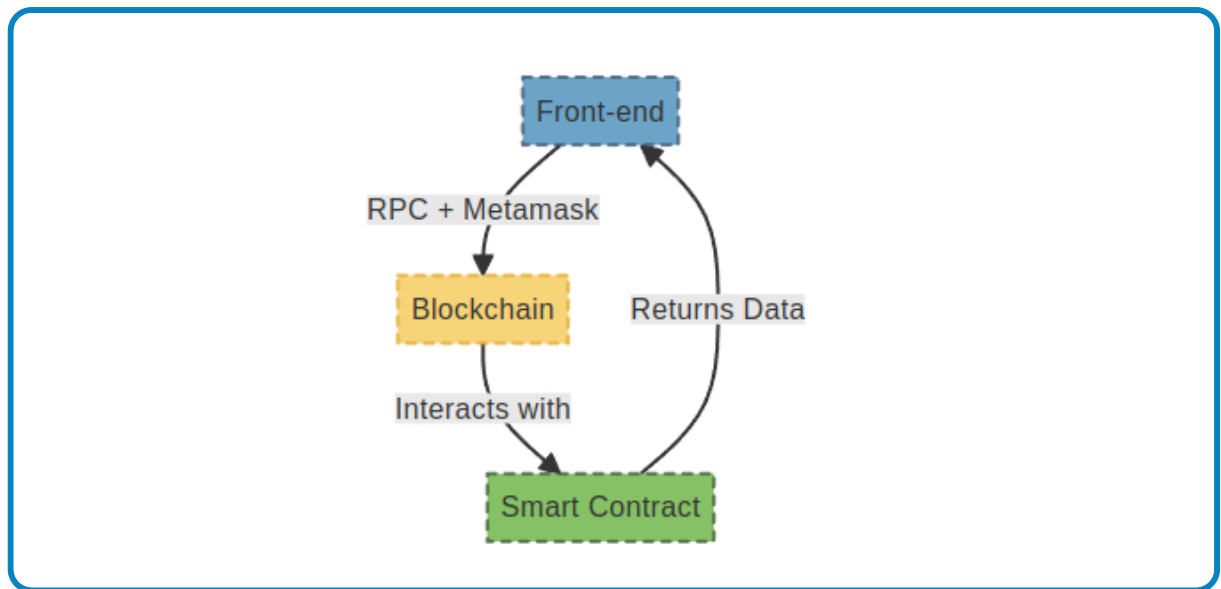 Front-end
RPC + Metamask
Blockchain
Returns Data
Interacts with
Smart Contract